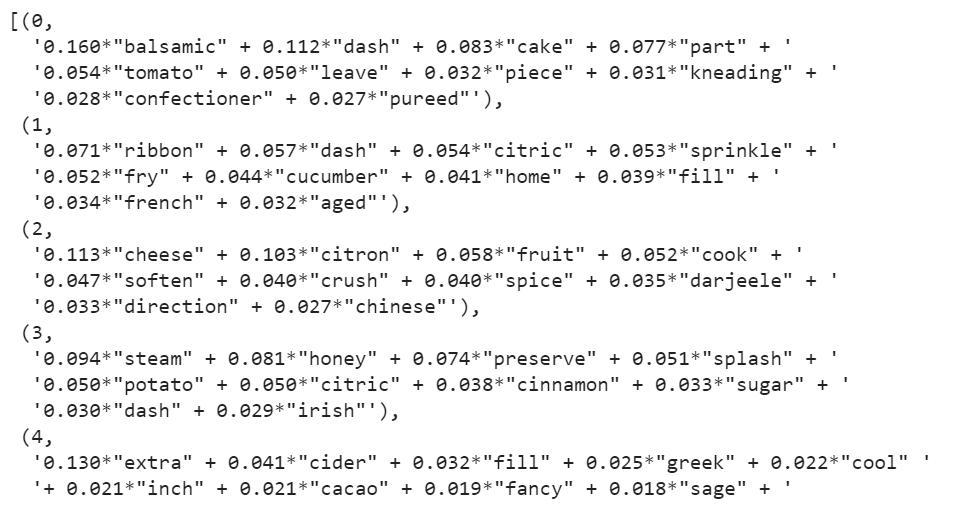 [(0,
'0.160*"balsamic" + 0.112*"dash" + 0.083*"cake" + 0.077*"part" + '
'0.054*"tomato" + 0.050*"leave" + 0.032*"piece" + 0.031*"kneading" + '
'0.028*"confectioner" + 0.027*"pureed"'),
(1,
'0.071*"ribbon" + 0.057*"dash" + 0.054*"citric" + 0.053*"sprinkle" + '
'0.052*"fry" + 0.044*"cucumber" + 0.041*"home" + 0.039*"fill" + '
'0.034*"french" + 0.032*"aged"'),
(2,
'0.113*"cheese" + 0.103*"citron" + 0.058*"fruit" + 0.052*"cook" + '
'0.047*"soften" + 0.040*"crush" + 0.040*"spice" + 0.035*"darjeele" + '
'0.033*"direction" + 0.027*"chinese"'),
(3,
'0.094*"steam" + 0.081*"honey" + 0.074*"preserve" + 0.051*"splash" + '
'0.050*"potato" + 0.050*"citric" + 0.038*"cinnamon" + 0.033*"sugar" + '
'0.030*"dash" + 0.029*"irish"'),
(4,
'0.130*"extra" + 0.041*"cider" + 0.032*"fill" + 0.025*"greek" + 0.022*"cool" '
'+ 0.021*"inch" + 0.021*"cacao" + 0.019*"fancy" + 0.018*"sage" + '